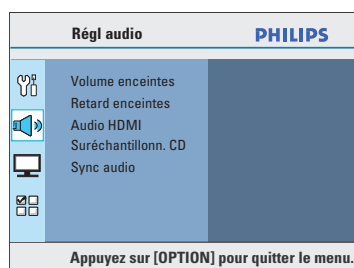 Régl audio
PHILIPS
Volume enceintes
Retard enceintes
Audio HDMI
Suréchantillonn. CD
Sync audio
Appuyez sur [OPTION] pour quitter le menu.